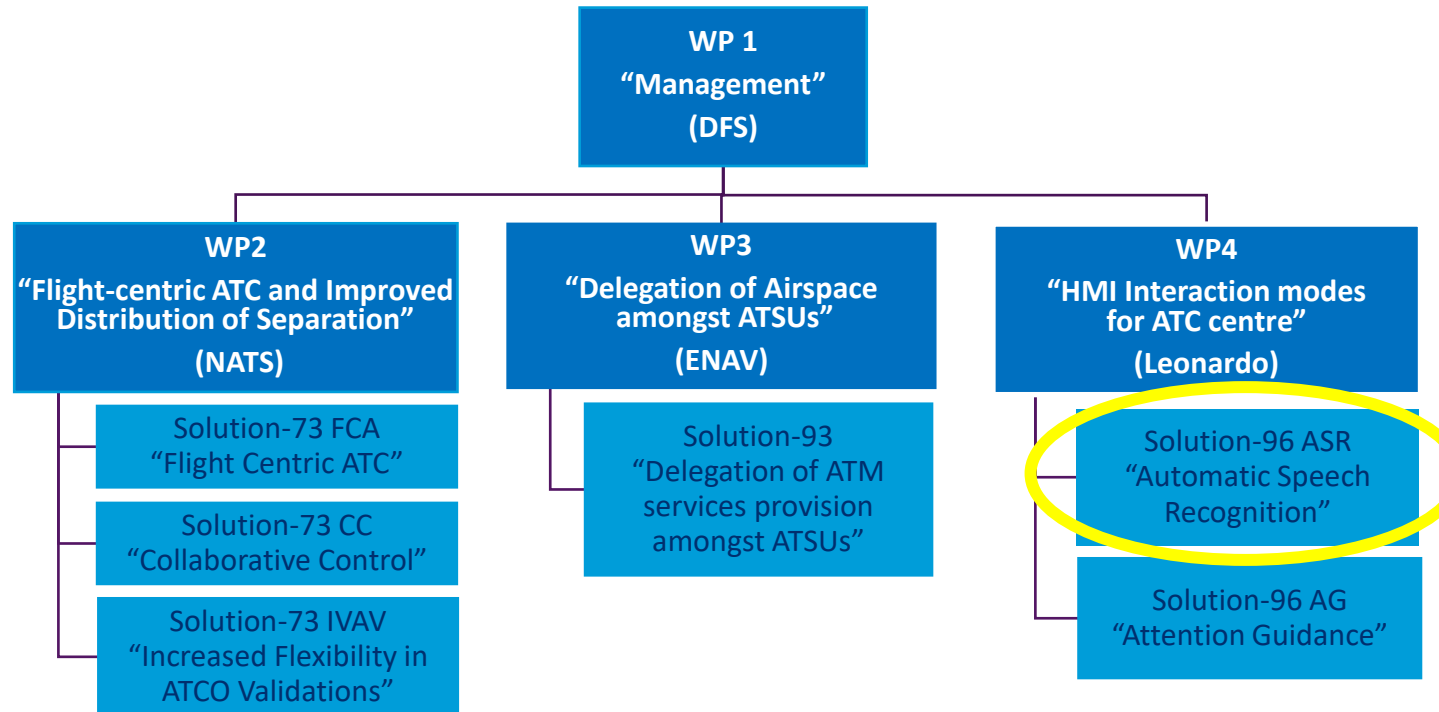 WP 1
“Management”
(DFS)
WP2
“Flight-centric ATC and Improved
Distribution of Separation”
(NATS)
Solution-73 FCA
“Flight Centric ATC”
Solution-73 CC
“Collaborative Control”
Solution-73 IVAV
“Increased Flexibility in
ATCO Validations”
WP3
“Delegation of Airspace
amongst ATSUs”
(ENAV)
Solution-93
“Delegation of ATM
services provision
amongst ATSUs”
WP4
“HMI Interaction modes
for ATC centre”
(Leonardo)
Solution-96 ASR
“Automatic Speech
Recognition”
Solution-96 AG
“Attention Guidance”